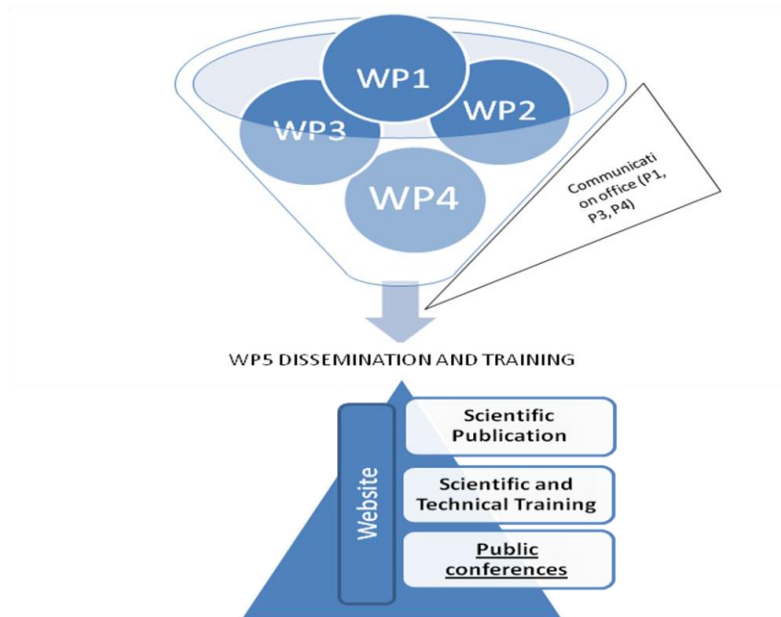 WP1
WP2
WP3
WP4
Communicati
on office (P1,
P3, P4)
WP5 DISSEMINATION AND TRAINING
Website
Scientific
Publication
Scientific and
Technical Training
Public
conferences